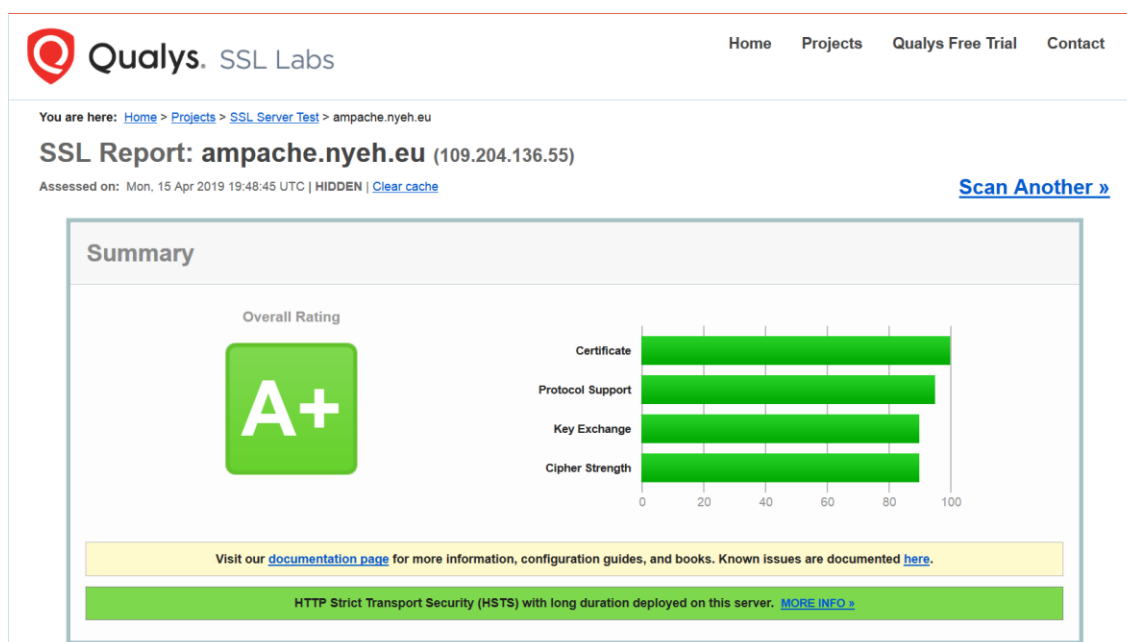 Qualys. SSL Labs
Home Projects Qualys Free Trial Contact
You are here: Home > Projects > SSL Server Test > ampache.nyeh.eu
SSL Report: ampache.nyeh.eu (109.204.136.55)
Assessed on: Mon, 15 Apr 2019 19:48:45 UTC | HIDDEN | Clear cache
Scan Another »
Summary
Overall Rating
A+
Certificate
Protocol Support
Key Exchange
Cipher Strength
0 20 40 60 80 100
Visit our documentation page for more information, configuration guides, and books. Known issues are documented here.
HTTP Strict Transport Security (HSTS) with long duration deployed on this server. MORE INFO »